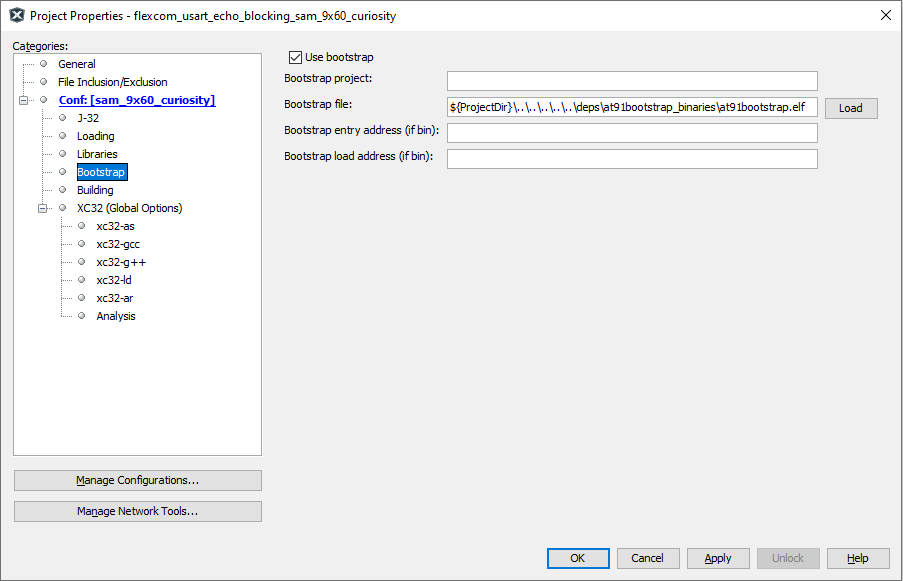 Project Properties - flexcom_usart_echo_blocking_sam_9x60_curiosity
Categories:
General
File Inclusion/Exclusion
Conf: [sam_9x60_curiosity]
J-32
Loading
Libraries
Bootstrap
Building
XC32 (Global Options)
xc32-as
xc32-gcc
xc32-g++
xc32-ld
xc32-ar
Analysis
Manage Configurations...
Manage Network Tools...
Use bootstrap
Bootstrap project:
Bootstrap file: ${ProjectDir}\..\..\..\..\..\deps\at91bootstrap_binaries\at91bootstrap.elf Load
Bootstrap entry address (if bin):
Bootstrap load address (if bin):
OK Cancel Apply Unlock Help